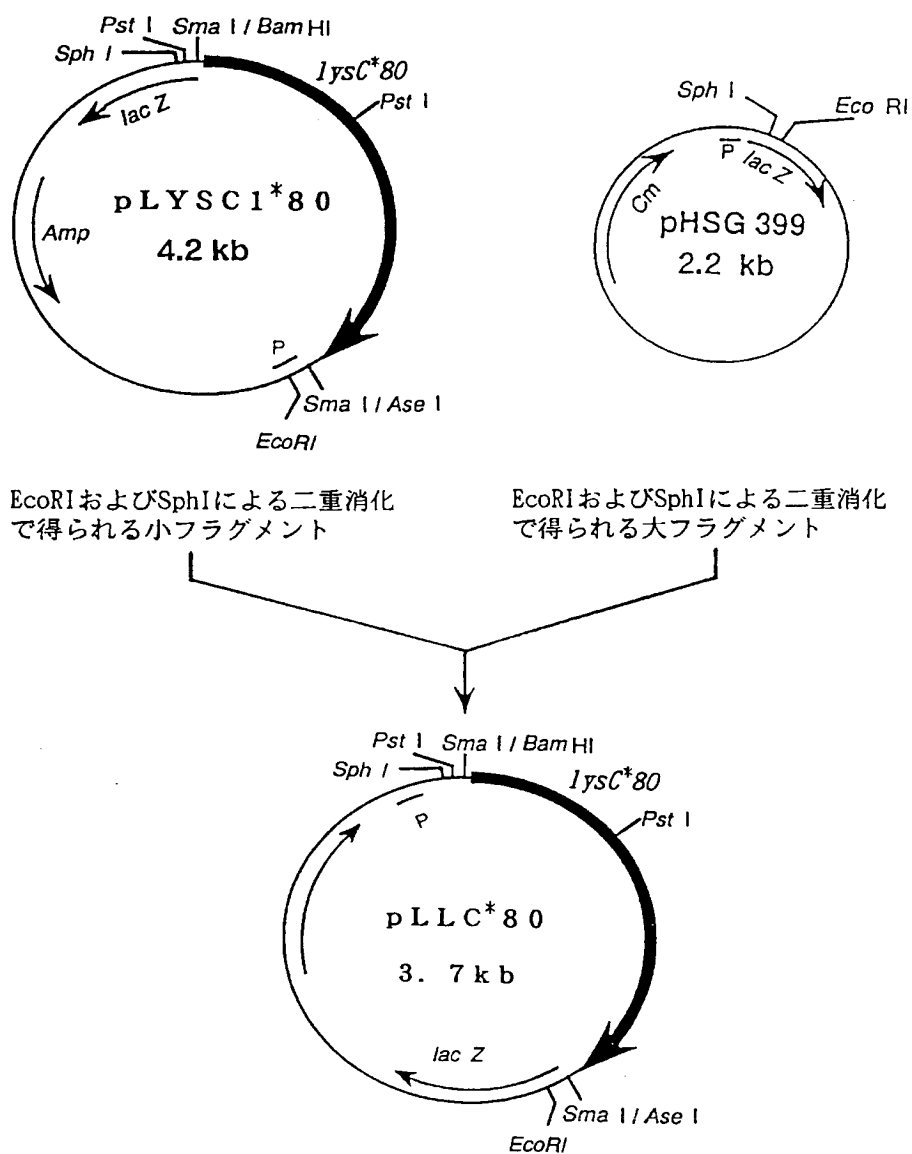 Pst I
Sma I / Bam HI
Sph I
lysC*80
Pst I
lac Z
pLYSC1*80
4.2 kb
Amp
P
Sma I / Ase I
EcoRI
Sph I
Eco RI
P
lac Z
Cm
pHSG 399
2.2 kb
EcoRIおよびSphIによる二重消化
で得られる小フラグメント
EcoRIおよびSphIによる二重消化
で得られる大フラグメント
Pst I
Sma I / Bam HI
Sph I
lysC*80
P
Pst I
pLLC*80
3. 7kb
lac Z
Sma I / Ase I
EcoRI